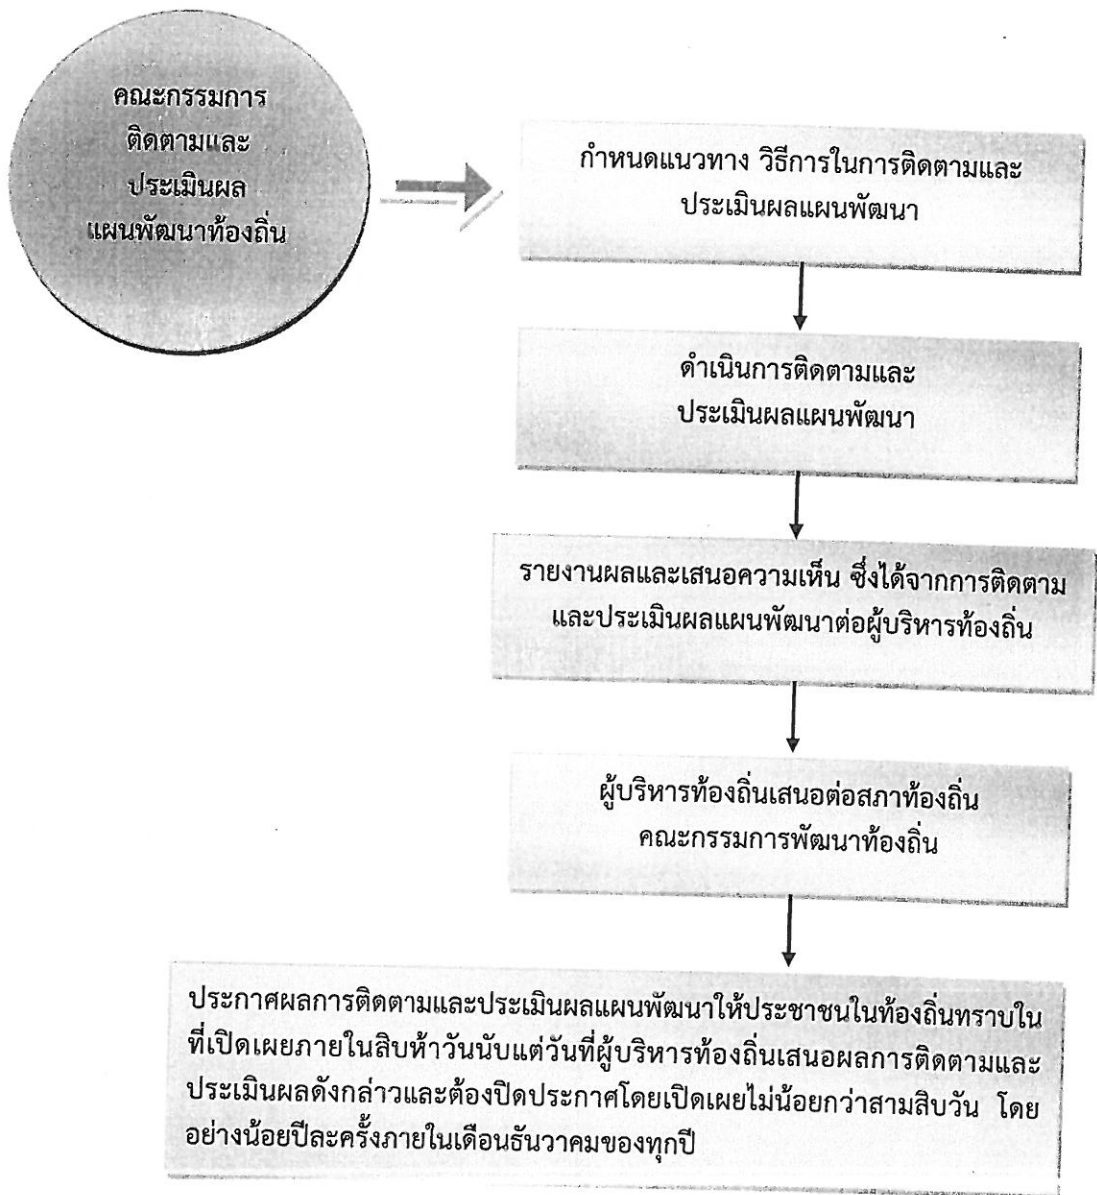 คณะกรรมการ
ติดตามและ
ประเมินผล
แผนพัฒนาท้องถิ่น
กำหนดแนวทาง วิธีการในการติดตามและ
ประเมินผลแผนพัฒนา
ดำเนินการติดตามและ
ประเมินผลแผนพัฒนา
รายงานผลและเสนอความเห็น ซึ่งได้จากการติดตาม
และประเมินผลแผนพัฒนาต่อผู้บริหารท้องถิ่น
ผู้บริหารท้องถิ่นเสนอต่อสภาท้องถิ่น
คณะกรรมการพัฒนาท้องถิ่น
ประกาศผลการติดตามและประเมินผลแผนพัฒนาให้ประชาชนในท้องถิ่นทราบใน
ที่เปิดเผยภายในสิบห้าวันนับแต่วันที่ผู้บริหารท้องถิ่นเสนอผลการติดตามและ
ประเมินผลดังกล่าวและต้องปิดประกาศโดยเปิดเผยไม่น้อยกว่าสามสิบวัน โดย
อย่างน้อยปีละครั้งภายในเดือนธันวาคมของทุกปี